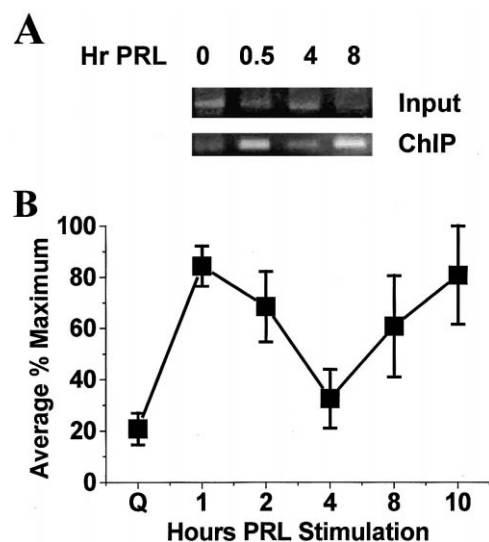 A
Hr PRL 0 0.5 4 8
Input
ChIP
B
Average % Maximum
100
80
60
40
20
0
Q 1 2 4 8 10
Hours PRL Stimulation